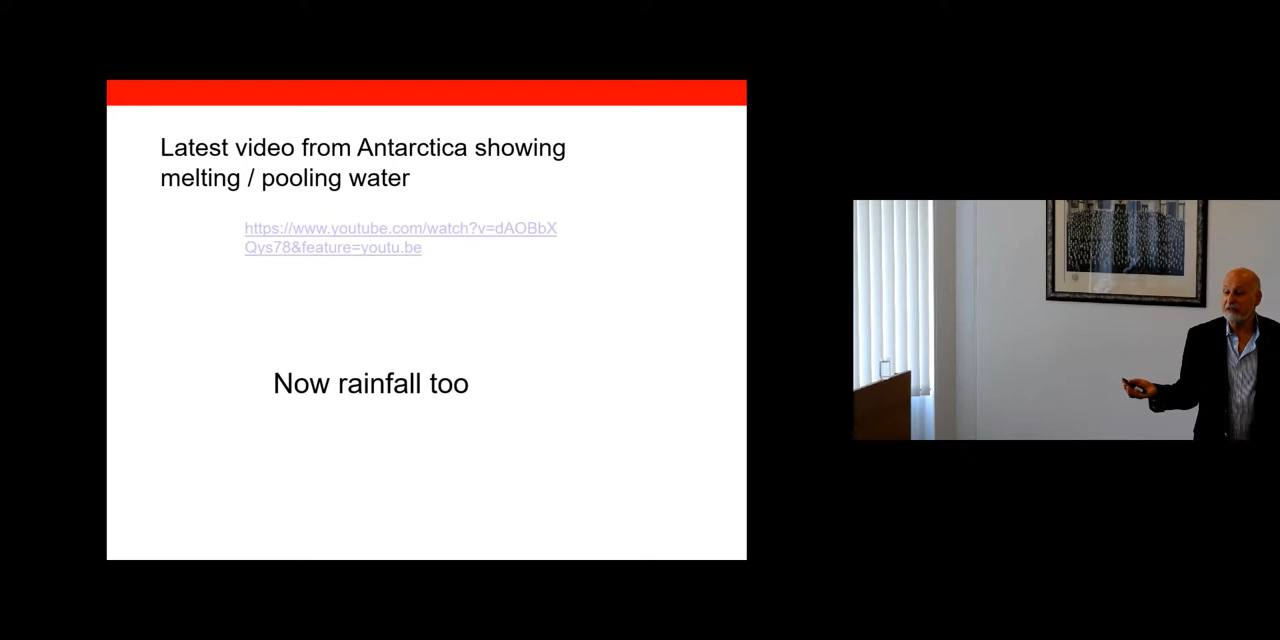 Latest video from Antarctica showing
melting / pooling water
https://www.youtube.com/watch?v=dAOBbX
Qys78&feature=youtu.be
Now rainfall too